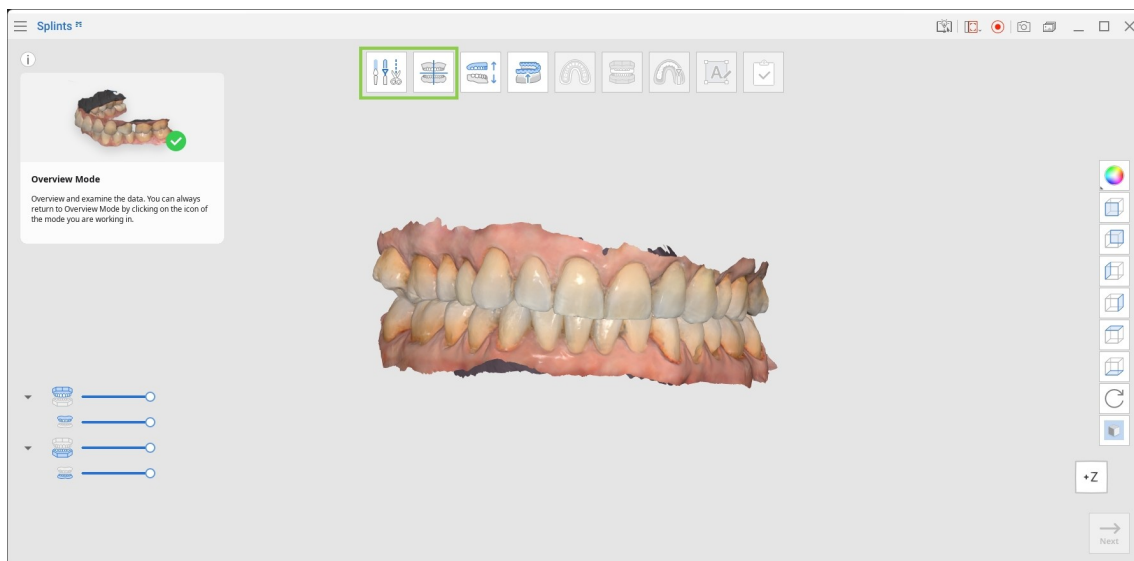 Splints
i
Overview Mode
Overview and examine the data. You can always
return to Overview Mode by clicking on the icon of
the mode you are working in.
A
+Z
Next